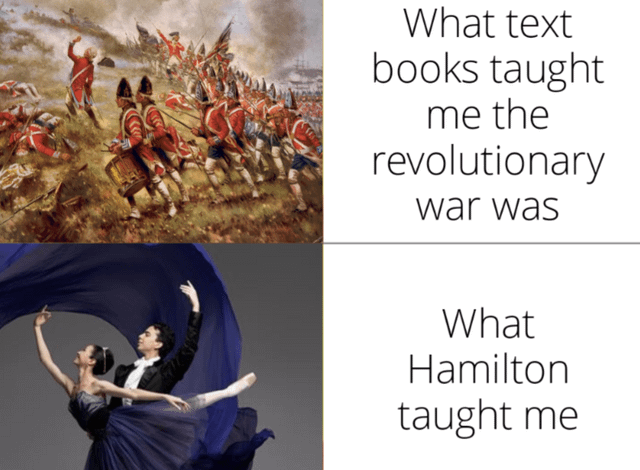 What text
books taught
me the
revolutionary
war was
What
Hamilton
taught me